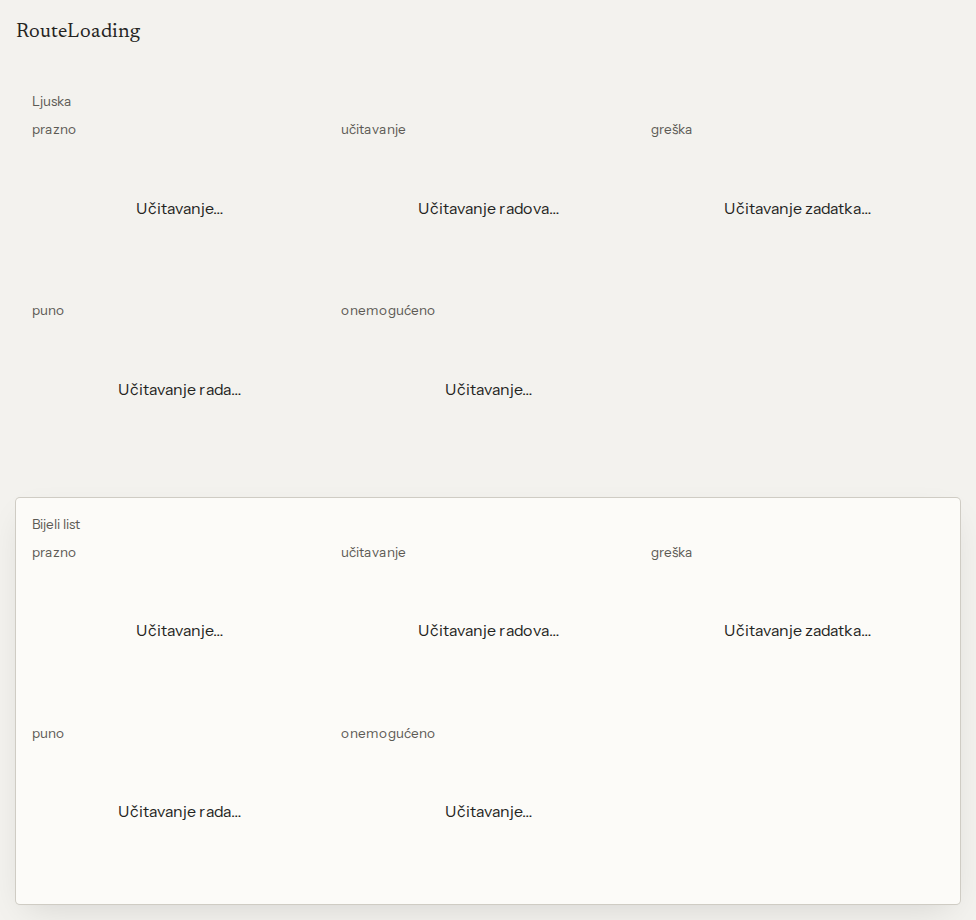 RouteLoading
Ljuska
prazno učitavanje greška
Učitavanje... Učitavanje radova... Učitavanje zadatka...
puno onemogućeno
Učitavanje rada... Učitavanje...
Bijeli list
prazno učitavanje greška
Učitavanje... Učitavanje radova... Učitavanje zadatka...
puno onemogućeno
Učitavanje rada... Učitavanje...